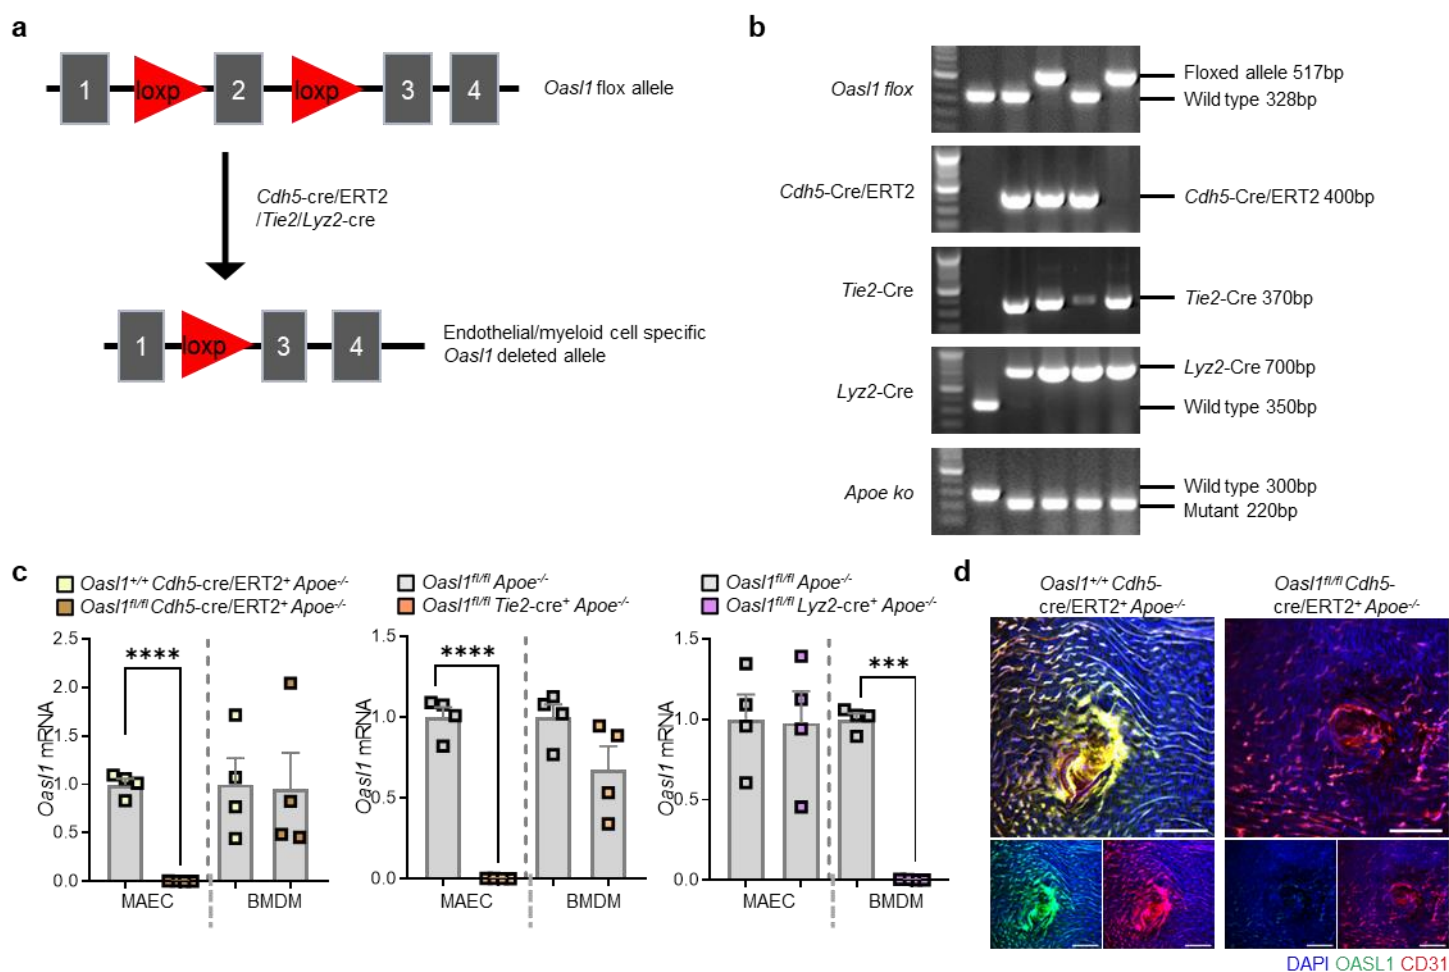 a
1 loxp 2 loxp 3 4
Oasl1 flox allele
Cdh5-cre/ERT2
/Tie2/Lyz2-cre
1 loxp 3 4
Endothelial/myeloid cell specific
Oasl1 deleted allele
b
Oasl1 flox
Floxed allele 517bp
Wild type 328bp
Cdh5-Cre/ERT2
Cdh5-Cre/ERT2 400bp
Tie2-Cre
Tie2-Cre 370bp
Lyz2-Cre
Lyz2-Cre 700bp
Wild type 350bp
Apoe ko
Wild type 300bp
Mutant 220bp
c
Oasl1+/+ Cdh5-cre/ERT2+ Apoe-/-
Oasl1fl/fl Cdh5-cre/ERT2+ Apoe-/-
Oasl1 mRNA
2.5
2.0
1.5
1.0
0.5
0.0
****
MAEC BMDM
Oasl1fl/fl Apoe-/-
Oasl1fl/fl Tie2-cre+ Apoe-/-
Oasl1 mRNA
1.5
1.0
0.5
0.0
****
MAEC BMDM
Oasl1fl/fl Apoe-/-
Oasl1fl/fl Lyz2-cre+ Apoe-/-
Oasl1 mRNA
1.5
1.0
0.5
0.0
***
MAEC BMDM
d
Oasl1+/+ Cdh5-
cre/ERT2+ Apoe-/-
Oasl1fl/fl Cdh5-
cre/ERT2+ Apoe-/-
DAPI OASL1 CD31